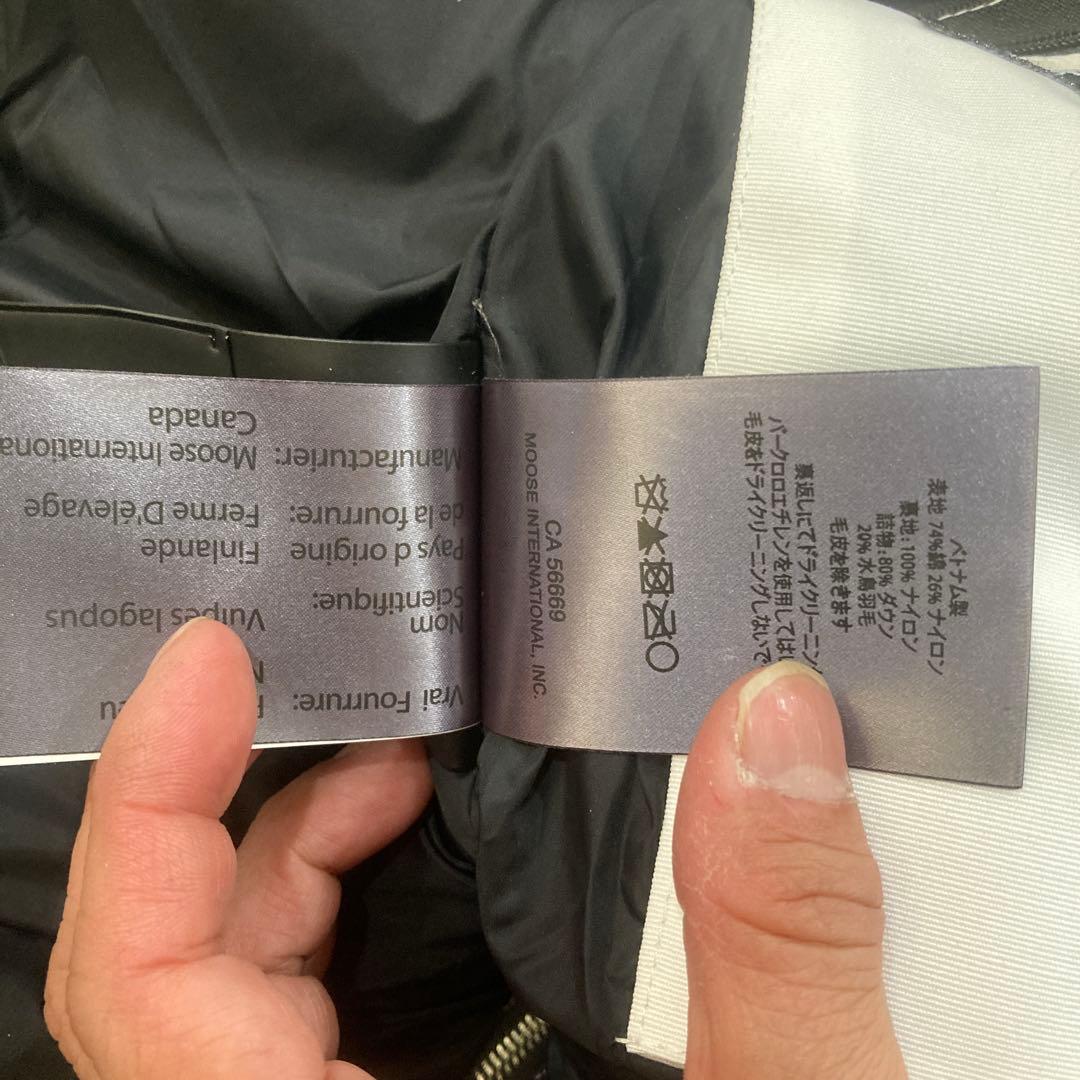 Vrai Fourrure:
Nom Vulpes lagopus
Scientifique:
Pays d origine Finlande
de la fourrure: Ferme D'élevage
Manufacturier: Moose Internationa
Canada
ベトナム製
表地 74%綿 26% ナイロン
裏地: 100% ナイロン
詰物: 80% ダウン
20% 水鳥羽毛
毛皮を除きます
裏返しにてドライクリーニン
パークロロエチレンを使用しては
毛皮をドライクリーニングしないで
CA 56669
MOOSE INTERNATIONAL, INC.